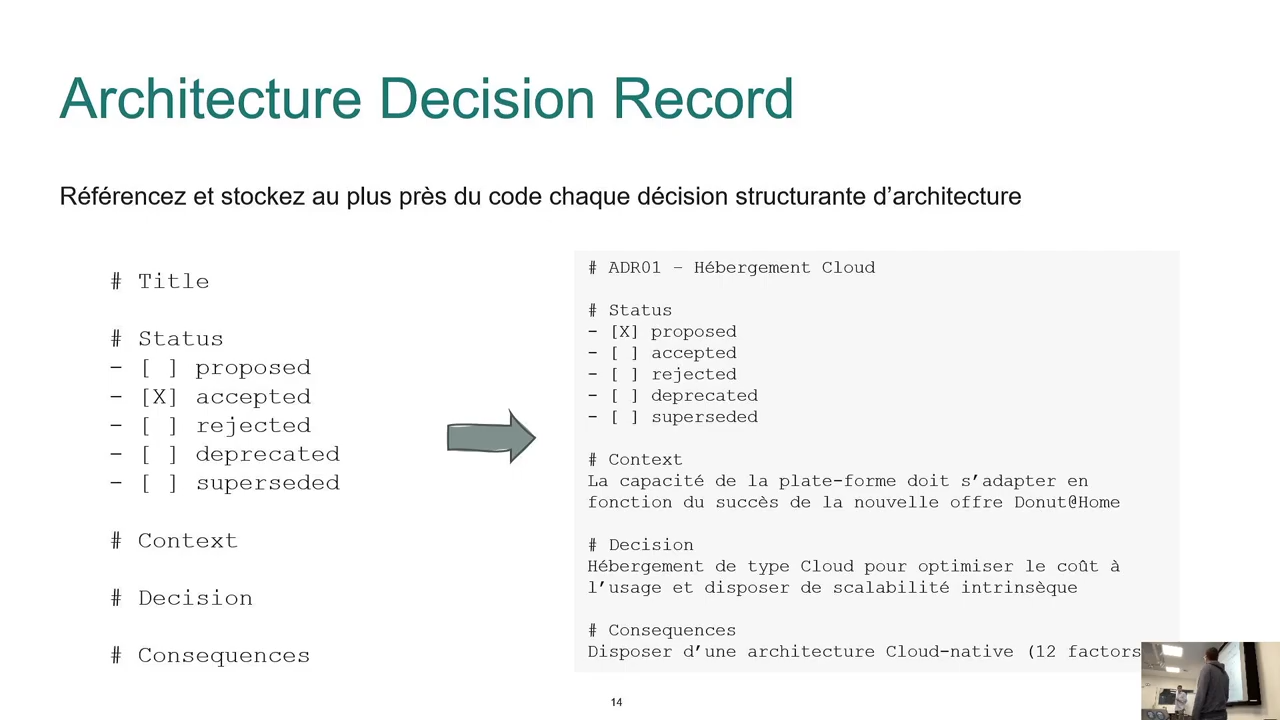 Architecture Decision Record
Référencez et stockez au plus près du code chaque décision structurante d’architecture
# Title
# Status
- [ ] proposed
- [X] accepted
- [ ] rejected
- [ ] deprecated
- [ ] superseded
# Context
# Decision
# Consequences
# ADR01 – Hébergement Cloud
# Status
- [X] proposed
- [ ] accepted
- [ ] rejected
- [ ] deprecated
- [ ] superseded
# Context
La capacité de la plate-forme doit s’adapter en
fonction du succès de la nouvelle offre Donut@Home
# Decision
Hébergement de type Cloud pour optimiser le coût à
l’usage et disposer de scalabilité intrinsèque
# Consequences
Disposer d’une architecture Cloud-native (12 factors
14